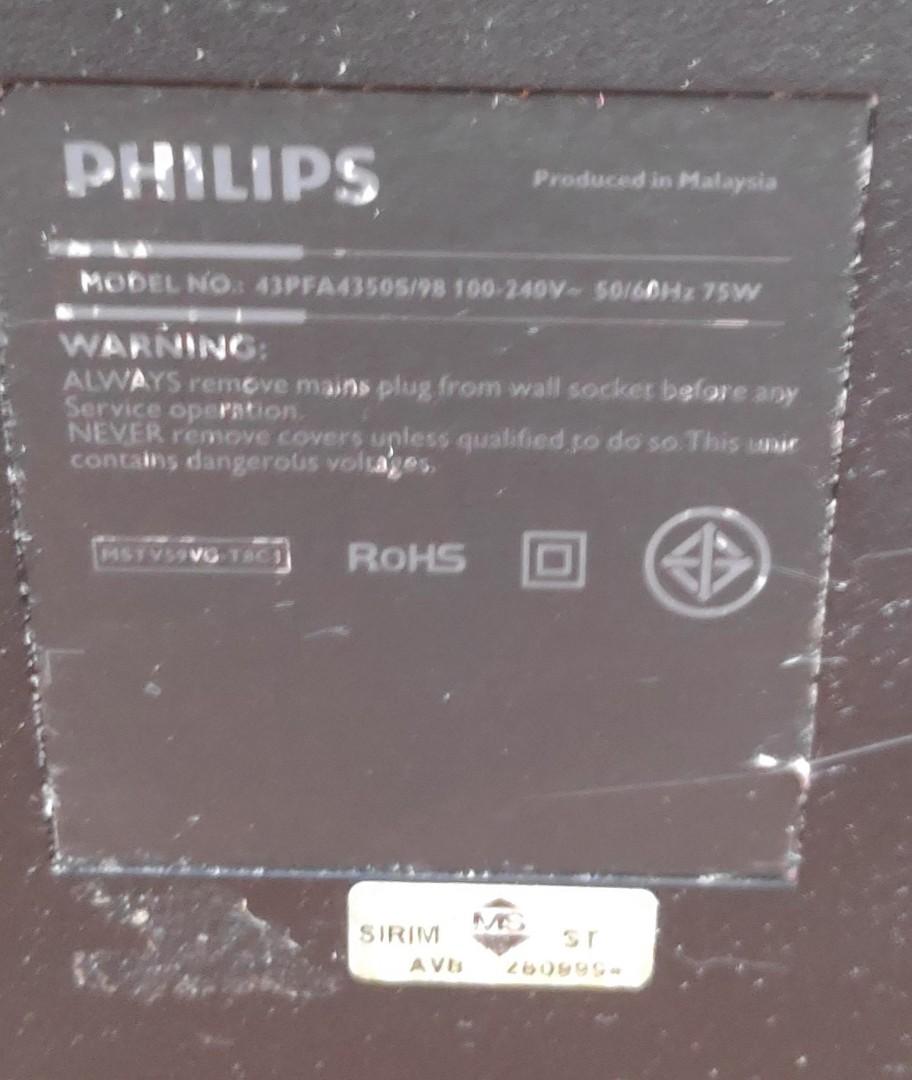 PHILIPS
Produced in Malaysia
MODEL NO.: 43PFA4350S/98 100-240V~ 50/60Hz 75W
WARNING:
ALWAYS remove mains plug from wall socket before any
Service operation.
NEVER remove covers unless qualified to do so.This unit
contains dangerous voltages.
RoHS
SIRIM MS ST
AVB